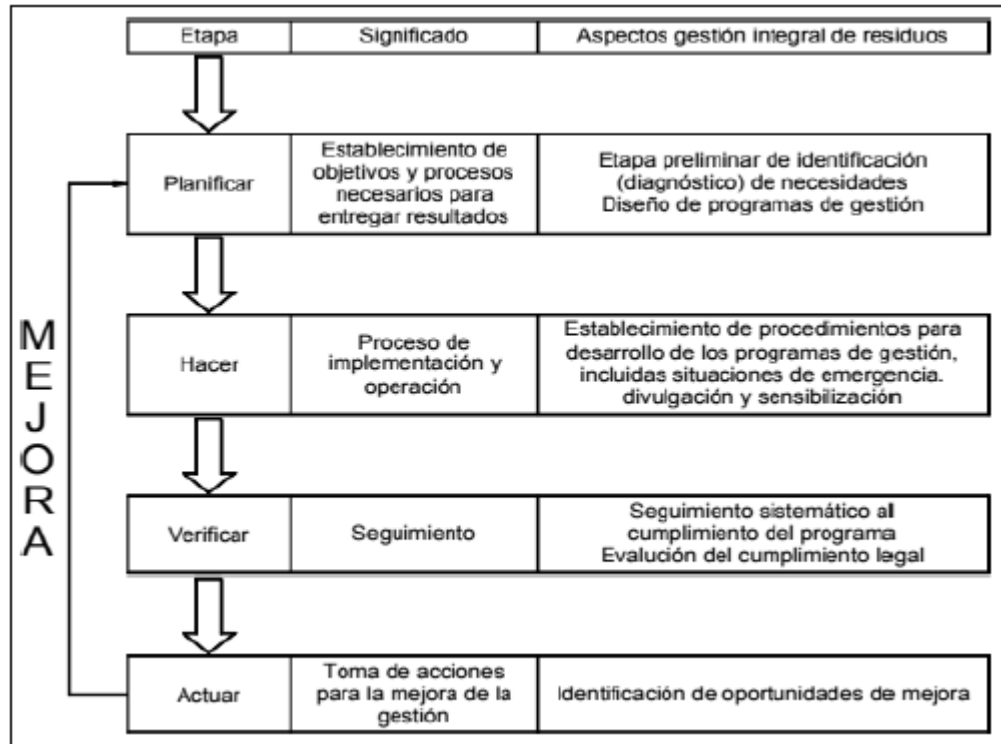 Etapa
Significado
Aspectos gestión integral de residuos
Planificar
Establecimiento de
objetivos y procesos
necesarios para
entregar resultados
Etapa preliminar de identificación
(diagnóstico) de necesidades
Diseño de programas de gestión
Hacer
Proceso de
implementación y
operación
Establecimiento de procedimientos para
desarrollo de los programas de gestión,
incluidas situaciones de emergencia.
divulgación y sensibilización
Verificar
Seguimiento
Seguimiento sistemático al
cumplimiento del programa
Evalución del cumplimiento legal
Actuar
Toma de acciones
para la mejora de la
gestión
Identificación de oportunidades de mejora
MEJORA